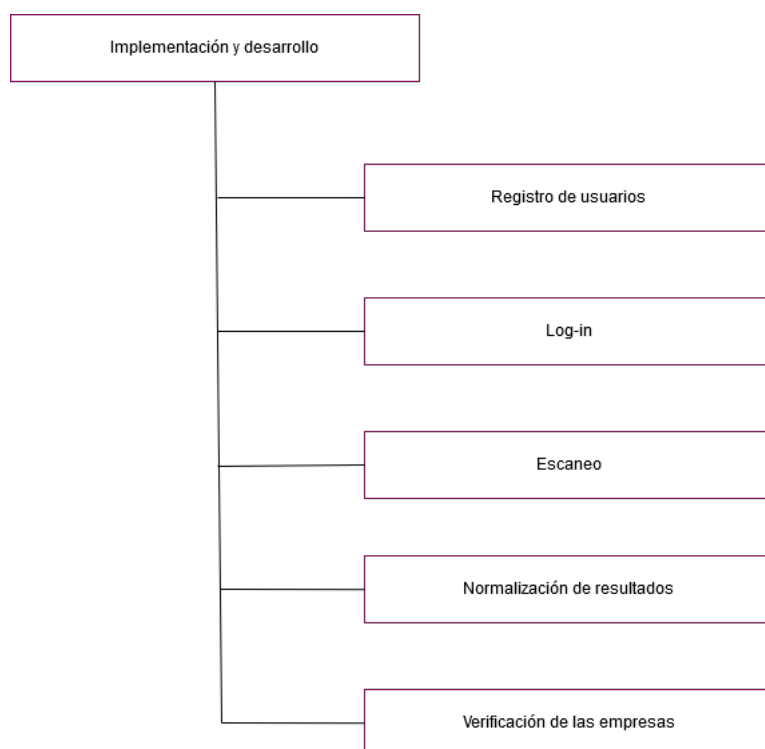 Implementación y desarrollo
Registro de usuarios
Log-in
Escaneo
Normalización de resultados
Verificación de las empresas